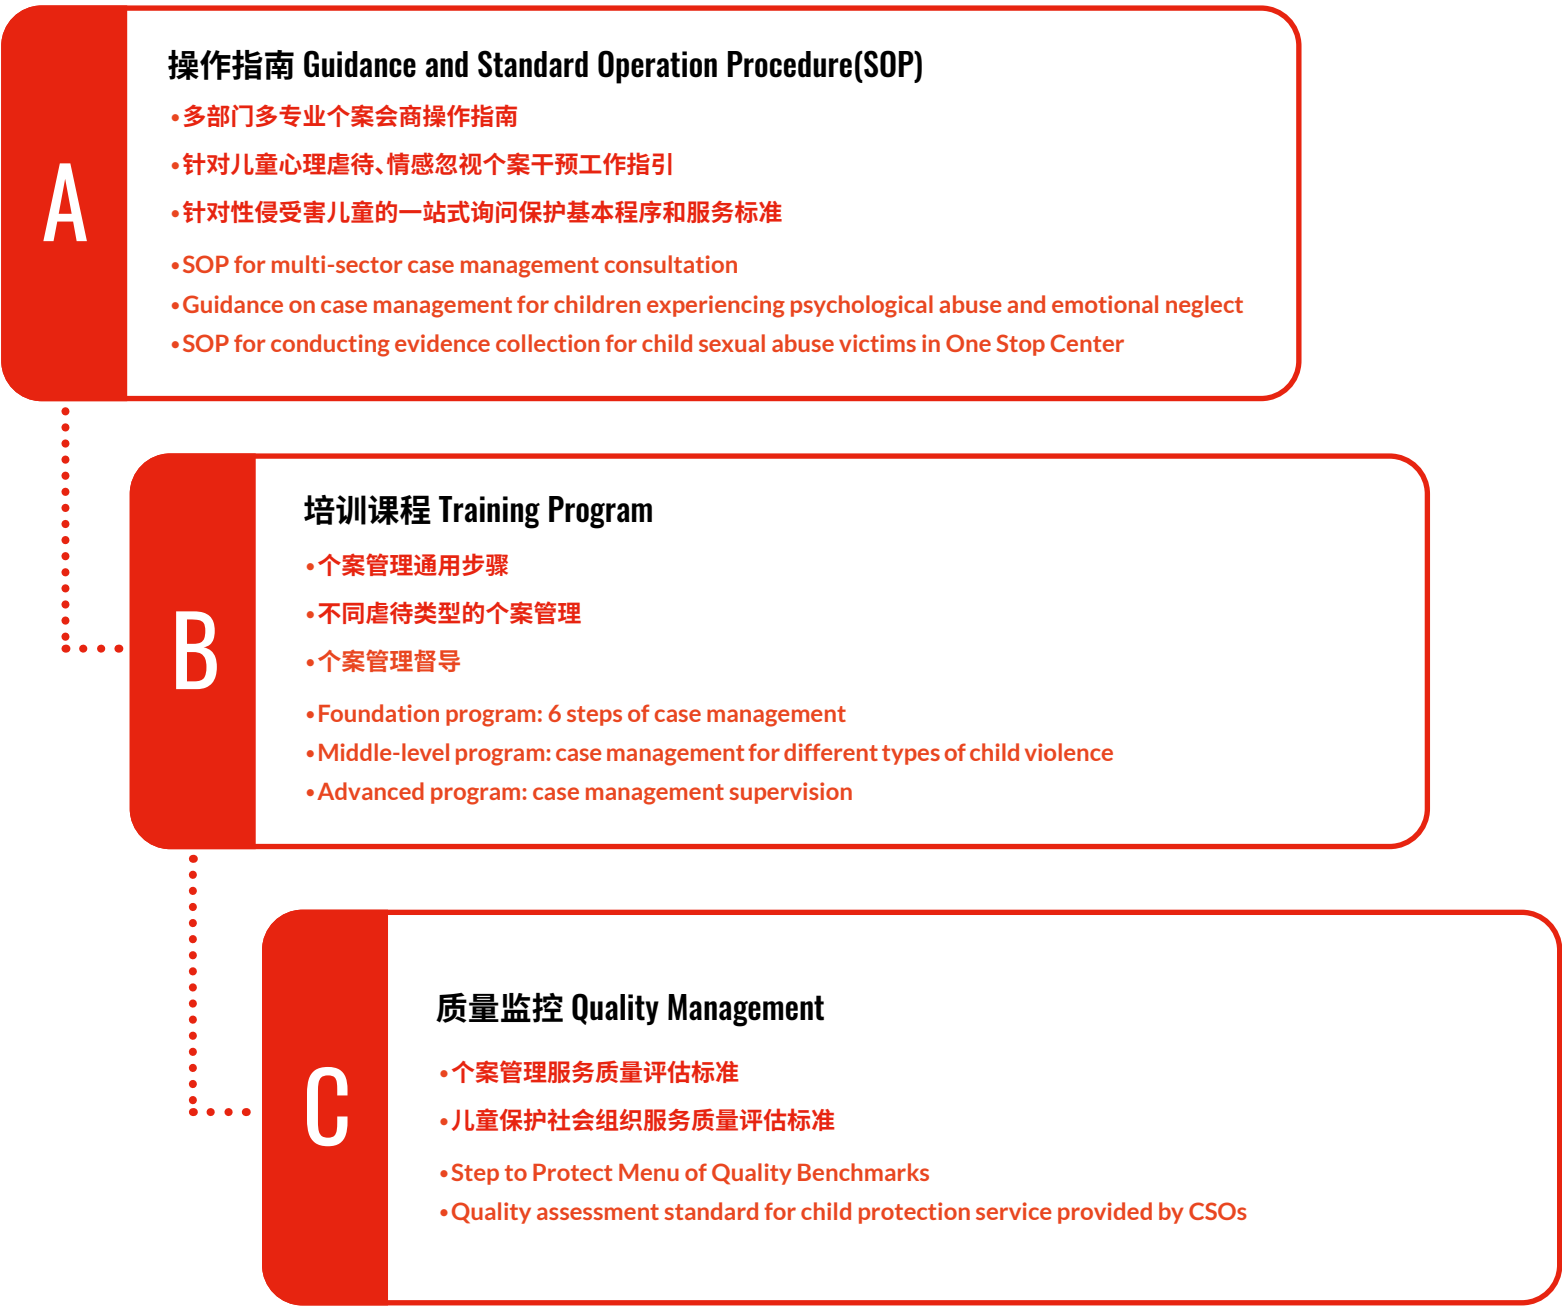 A
操作指南 Guidance and Standard Operation Procedure(SOP)
•多部门多专业个案会商操作指南
•针对儿童心理虐待、情感忽视个案干预工作指引
•针对性侵受害儿童的一站式询问保护基本程序和服务标准
•SOP for multi-sector case management consultation
•Guidance on case management for children experiencing psychological abuse and emotional neglect
•SOP for conducting evidence collection for child sexual abuse victims in One Stop Center
B
培训课程 Training Program
•个案管理通用步骤
•不同虐待类型的个案管理
•个案管理督导
•Foundation program: 6 steps of case management
•Middle-level program: case management for different types of child violence
•Advanced program: case management supervision
C
质量监控 Quality Management
•个案管理服务质量评估标准
•儿童保护社会组织服务质量评估标准
•Step to Protect Menu of Quality Benchmarks
•Quality assessment standard for child protection service provided by CSOs